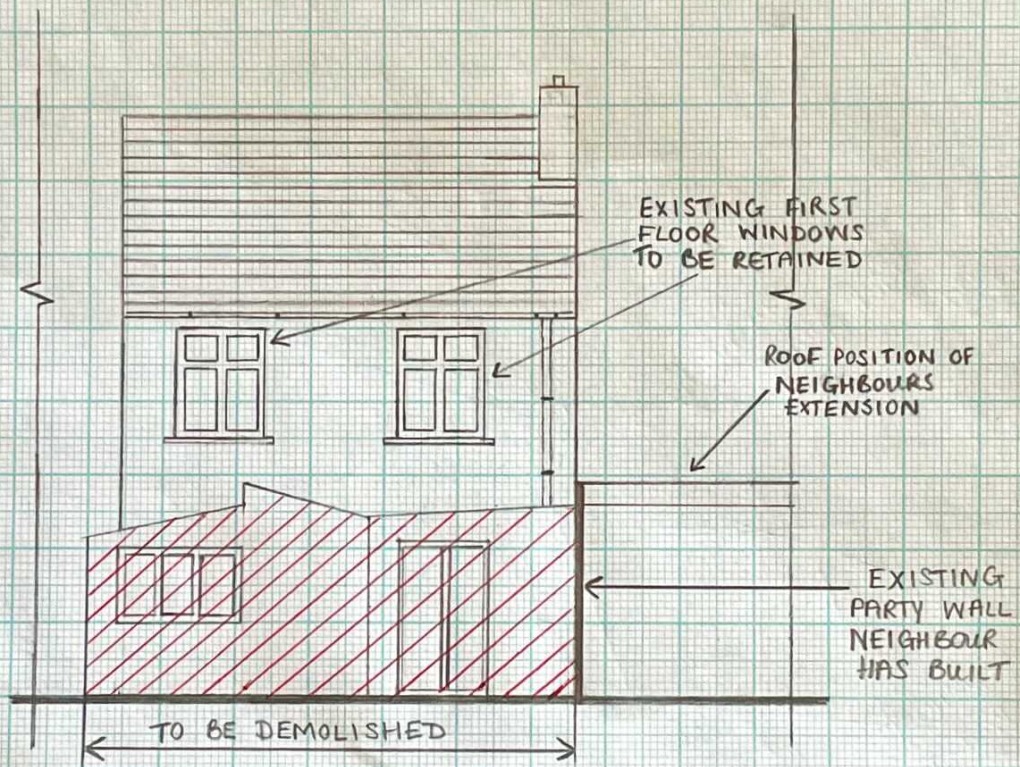 EXISTING FIRST
FLOOR WINDOWS
TO BE RETAINED
ROOF POSITION OF
NEIGHBOURS
EXTENSION
EXISTING
PARTY WALL
NEIGHBOUR
HAS BUILT
TO BE DEMOLISHED